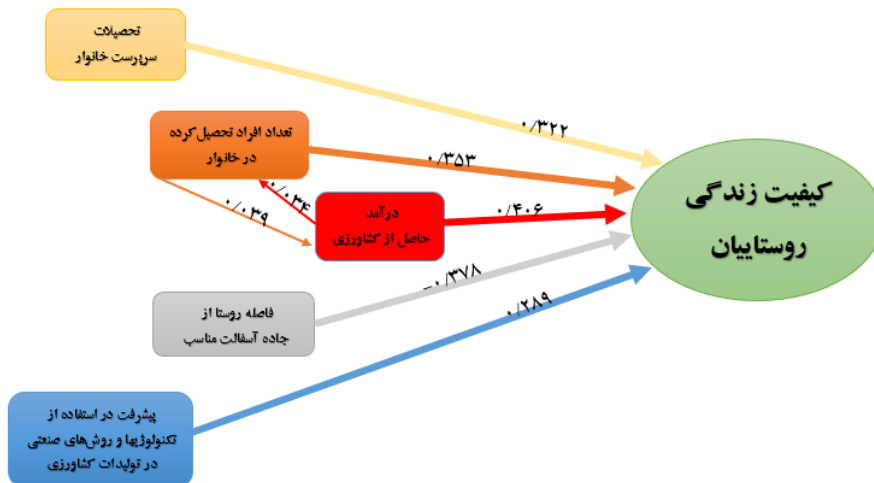 تحصیلات
سرپرست خانوار
۰/۳۲۲
تعداد افراد تحصیل‌کرده
در خانوار
۰/۳۵۳
۰/۰۳۴
۰/۰۳۹
درآمد
حاصل از کشاورزی
۰/۴۰۶
کیفیت زندگی
روستاییان
-۰/۳۷۸
فاصله روستا از
جاده آسفالت مناسب
۰/۲۸۹
پیشرفت در استفاده از
تکنولوژیها و روش‌های صنعتی
در تولیدات کشاورزی